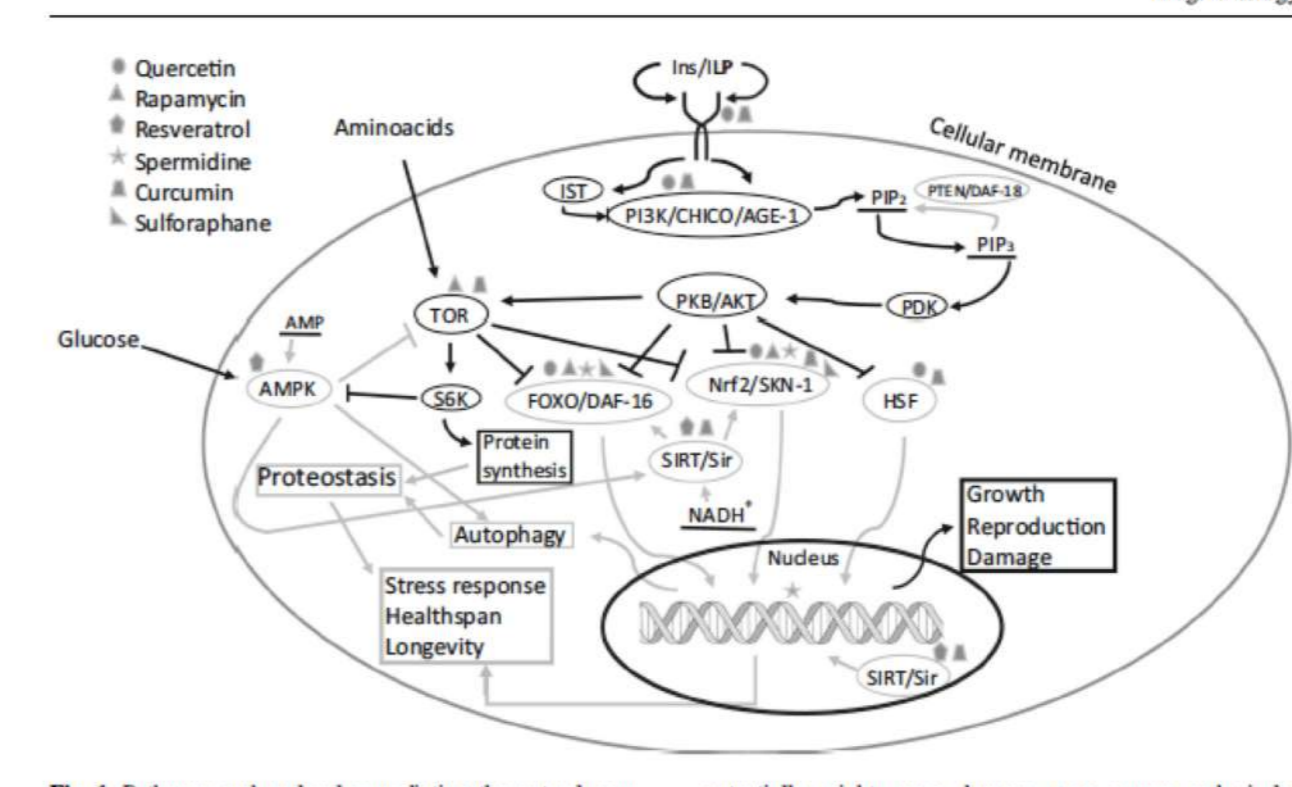 Quercetin
Rapamycin
Resveratrol
Spermidine
Curcumin
Sulforaphane
Ins/ILP
Aminoacids
Cellular membrane
IST
PI3K/CHICO/AGE-1
PIP₂
PTEN/DAF-18
PIP₃
PKB/AKT
PDK
TOR
Glucose
AMP
AMPK
S6K
FOXO/DAF-16
Nrf2/SKN-1
HSF
Protein
synthesis
SIRT/Sir
Proteostasis
NADH⁺
Autophagy
Growth
Reproduction
Damage
Nucleus
Stress response
Healthspan
Longevity
SIRT/Sir